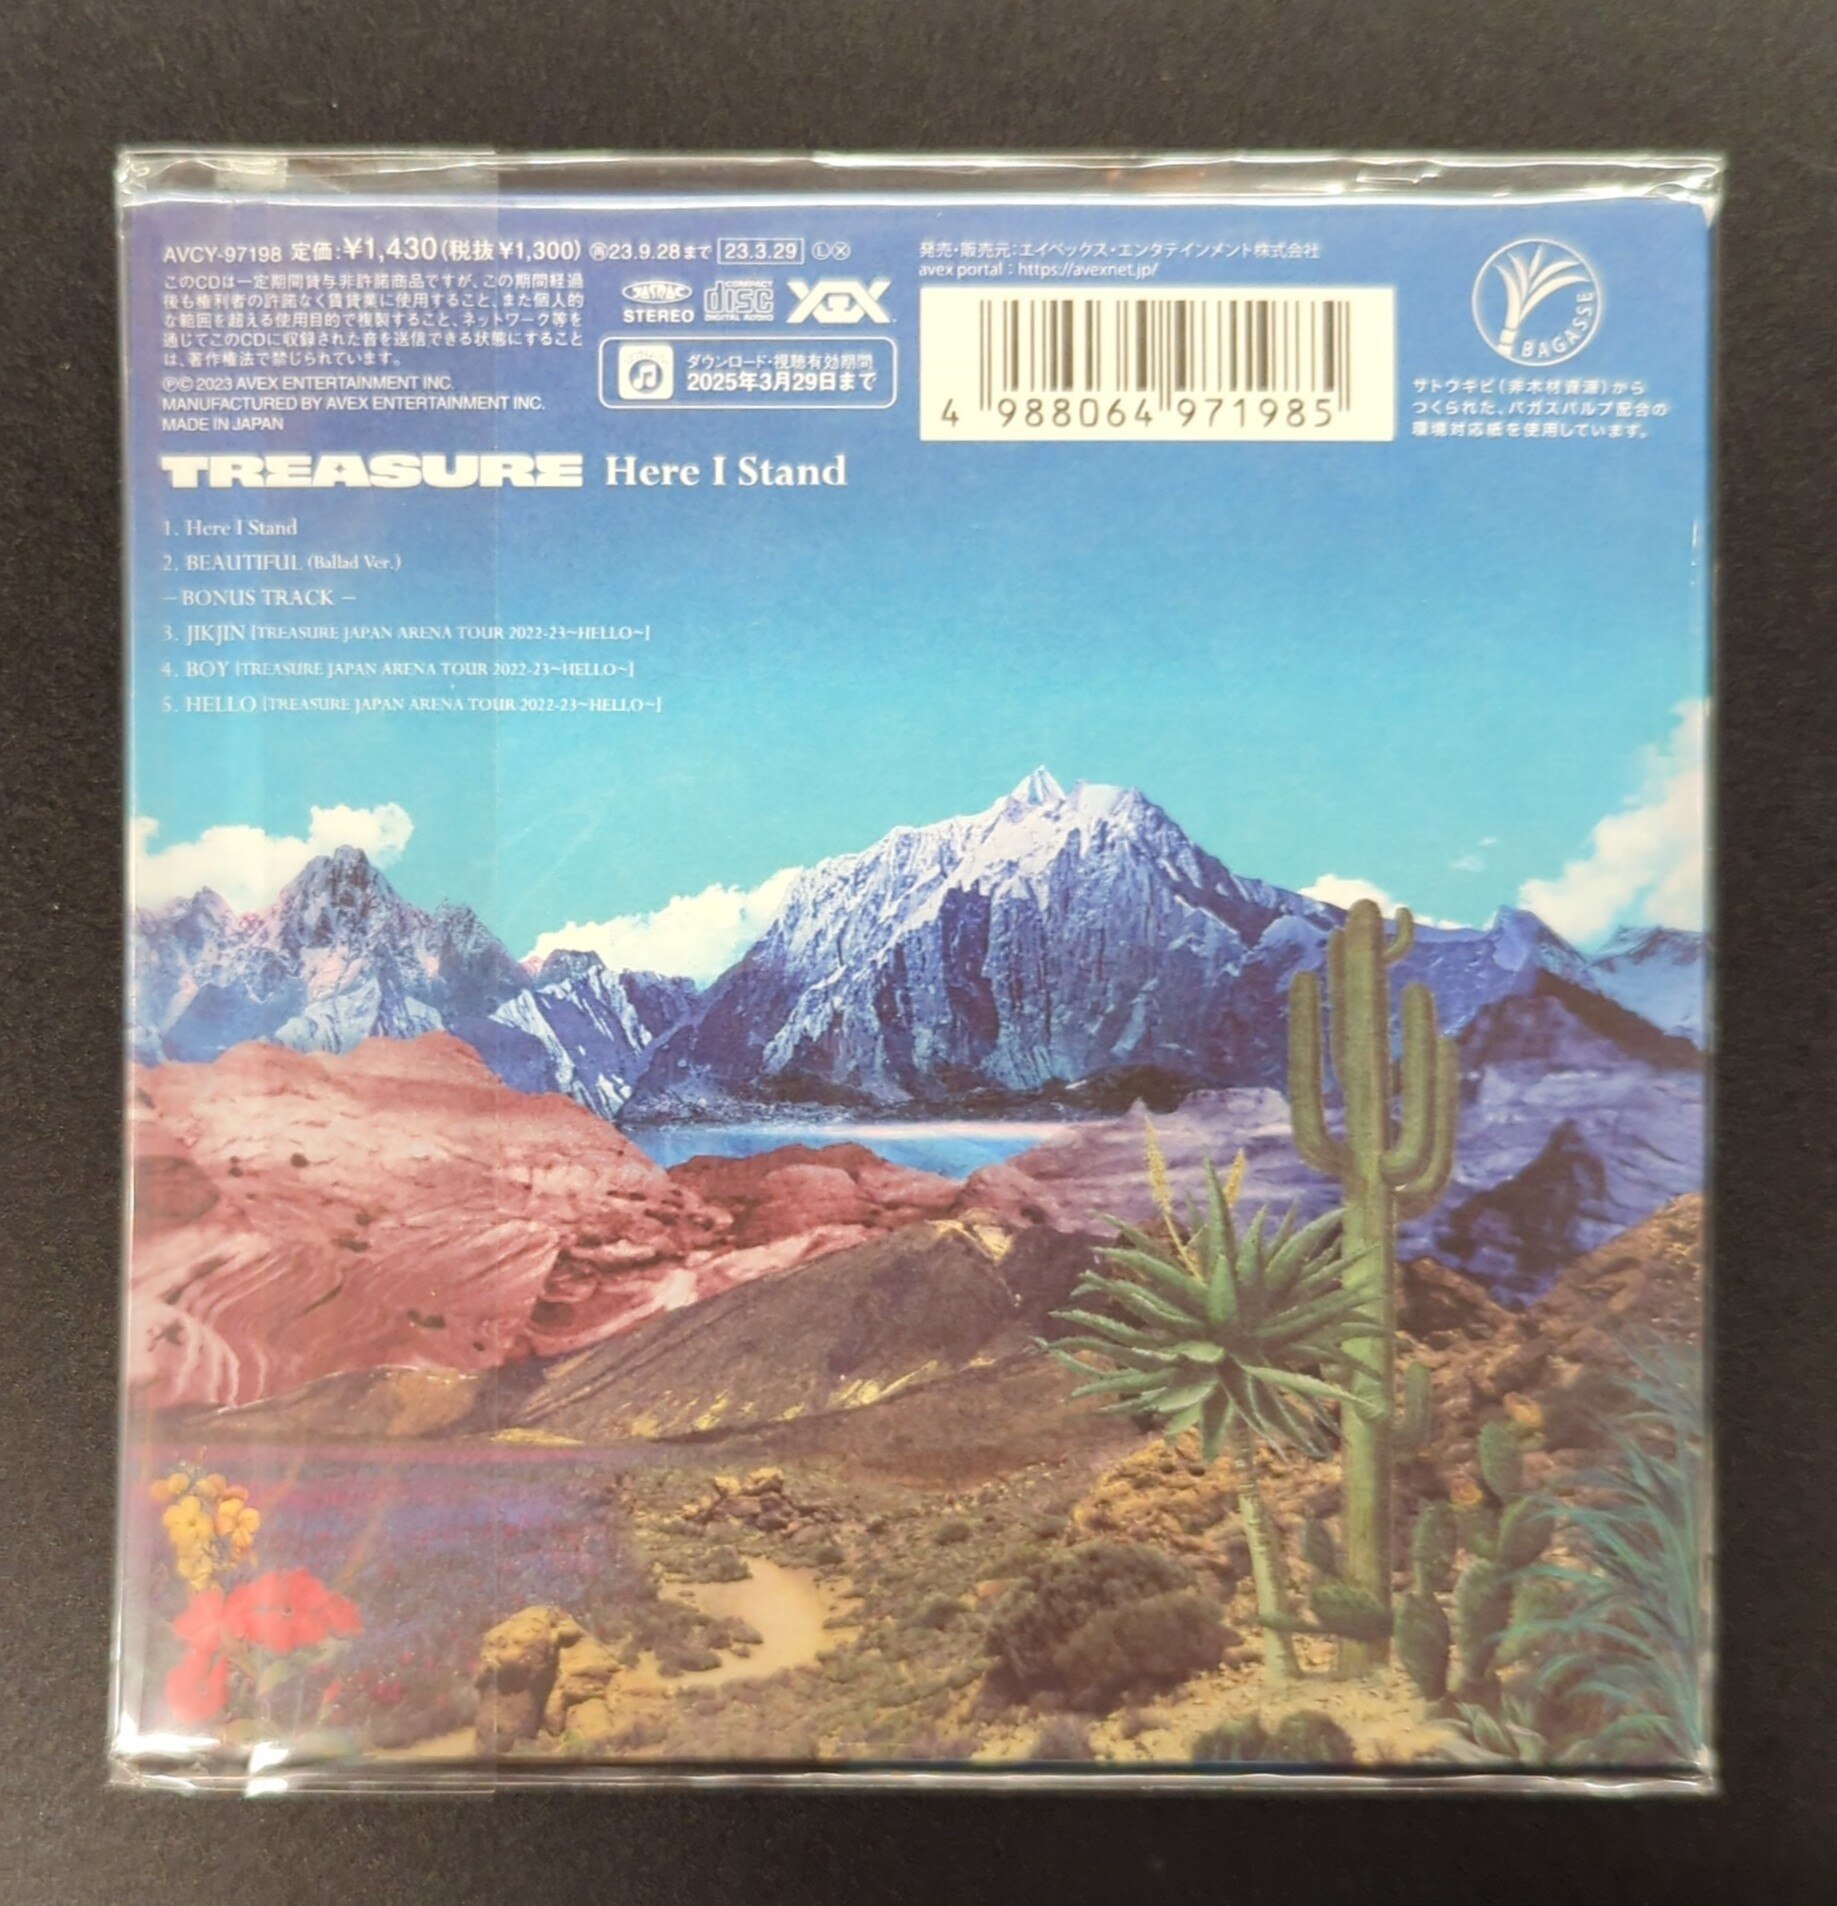 AVCY-97198 定価:¥1,430(税抜¥1,300) 23.9.28まで 23.3.29 Ⓛ
このCDは一定期間貸与非許諾商品ですが、この期間経過
後も権利者の許諾なく賃貸業に使用すること、また個人的
な範囲を超える使用目的で複製すること、ネットワーク等を
通じてこのCDに収録された音を送信できる状態にすること
は、著作権法で禁じられています。
℗© 2023 AVEX ENTERTAINMENT INC.
MANUFACTURED BY AVEX ENTERTAINMENT INC.
MADE IN JAPAN
JASRAC
STEREO
COMPACT
disc
DIGITAL AUDIO
YGEX
ダウンロード・視聴有効期間
2025年3月29日まで
発売・販売元:エイベックス・エンタテインメント株式会社
avex portal : https://avexnet.jp/
4 988064 971985
BAGASSE
サトウキビ(非木材資源)から
つくられた、バガスパルプ配合の
環境対応紙を使用しています。
TREASURE Here I Stand
1. Here I Stand
2. BEAUTIFUL (Ballad Ver.)
– BONUS TRACK –
3. JIKJIN [TREASURE JAPAN ARENA TOUR 2022-23~HELLO~]
4. BOY [TREASURE JAPAN ARENA TOUR 2022-23~HELLO~]
5. HELLO [TREASURE JAPAN ARENA TOUR 2022-23~HELLO~]